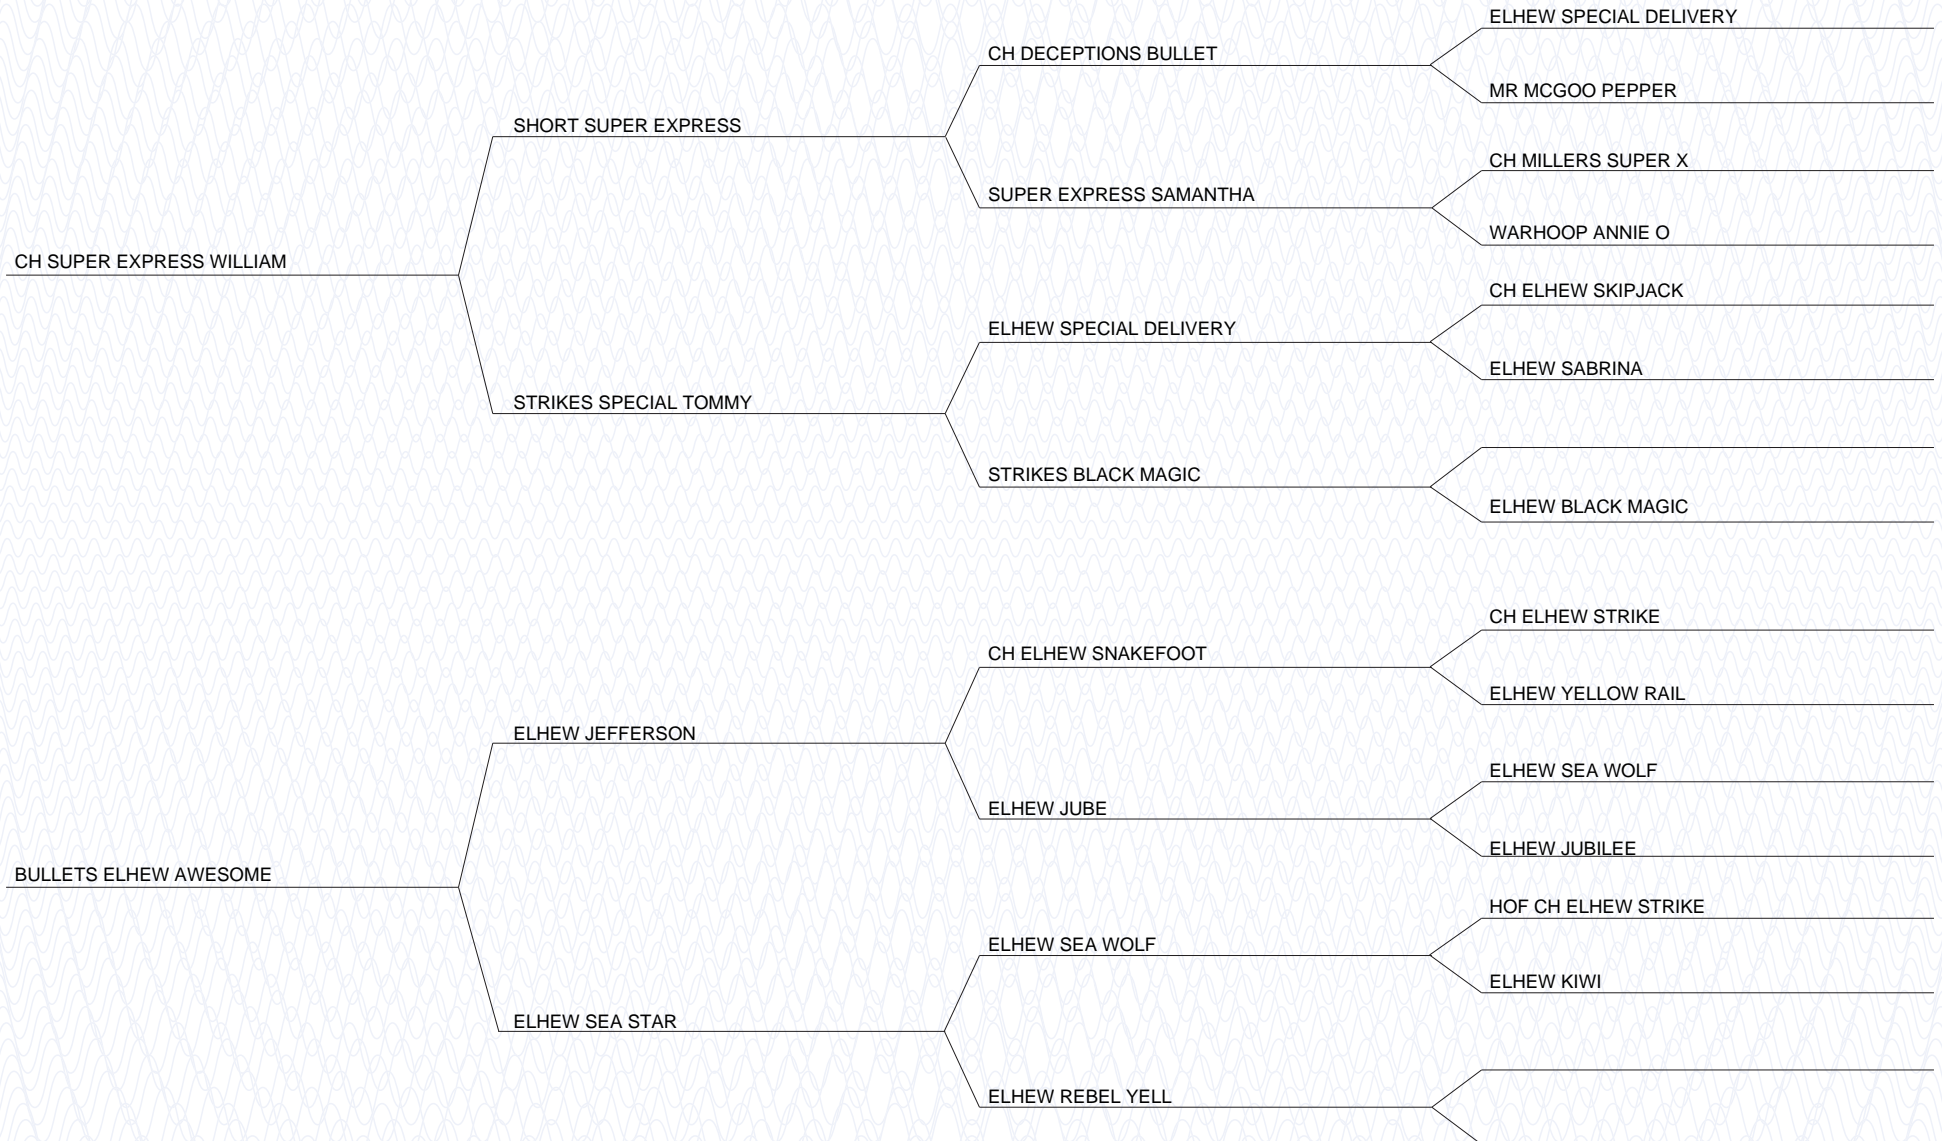 ELHEW SPECIAL DELIVERY
CH DECEPTIONS BULLET
MR MCGOO PEPPER
SHORT SUPER EXPRESS
CH MILLERS SUPER X
SUPER EXPRESS SAMANTHA
WARHOOP ANNIE O
CH SUPER EXPRESS WILLIAM
CH ELHEW SKIPJACK
ELHEW SPECIAL DELIVERY
ELHEW SABRINA
STRIKES SPECIAL TOMMY
STRIKES BLACK MAGIC
ELHEW BLACK MAGIC
CH ELHEW STRIKE
CH ELHEW SNAKEFOOT
ELHEW YELLOW RAIL
ELHEW JEFFERSON
ELHEW SEA WOLF
ELHEW JUBE
ELHEW JUBILEE
BULLETS ELHEW AWESOME
HOF CH ELHEW STRIKE
ELHEW SEA WOLF
ELHEW KIWI
ELHEW SEA STAR
ELHEW REBEL YELL